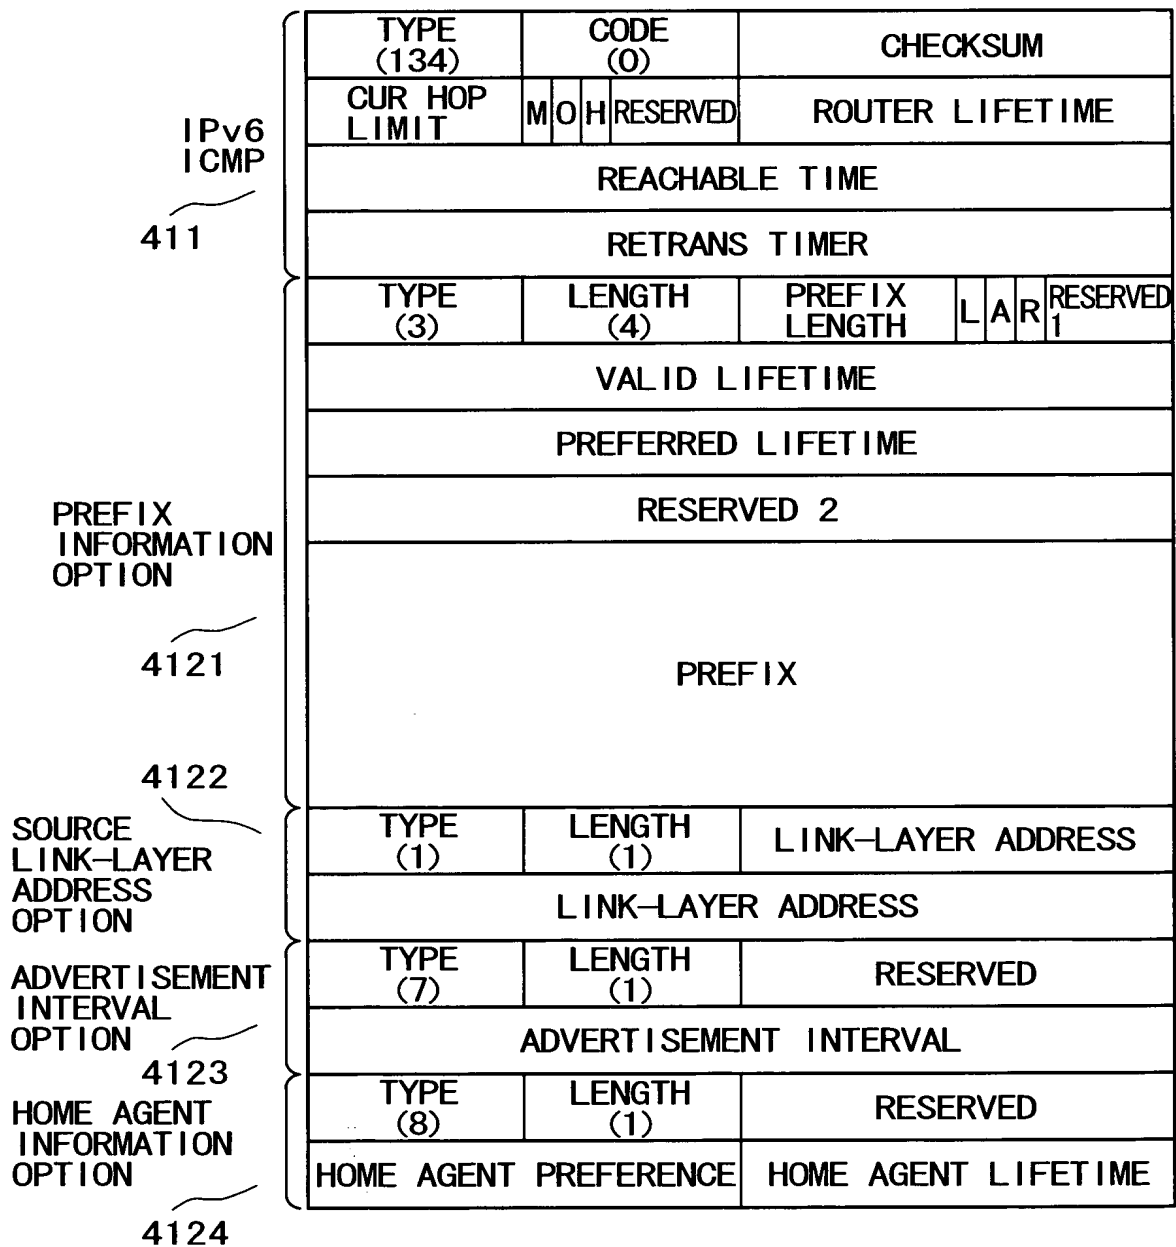 TYPE
(134)
CODE
(0)
CHECKSUM
CUR HOP
LIMIT
M
O
H
RESERVED
ROUTER LIFETIME
IPv6
ICMP
REACHABLE TIME
411
RETRANS TIMER
TYPE
(3)
LENGTH
(4)
PREFIX
LENGTH
L
A
R
RESERVED
1
VALID LIFETIME
PREFERRED LIFETIME
RESERVED 2
PREFIX
INFORMATION
OPTION
4121
PREFIX
4122
SOURCE
LINK-LAYER
ADDRESS
OPTION
TYPE
(1)
LENGTH
(1)
LINK-LAYER ADDRESS
LINK-LAYER ADDRESS
ADVERTISEMENT
INTERVAL
OPTION
4123
TYPE
(7)
LENGTH
(1)
RESERVED
ADVERTISEMENT INTERVAL
HOME AGENT
INFORMATION
OPTION
4124
TYPE
(8)
LENGTH
(1)
RESERVED
HOME AGENT PREFERENCE
HOME AGENT LIFETIME